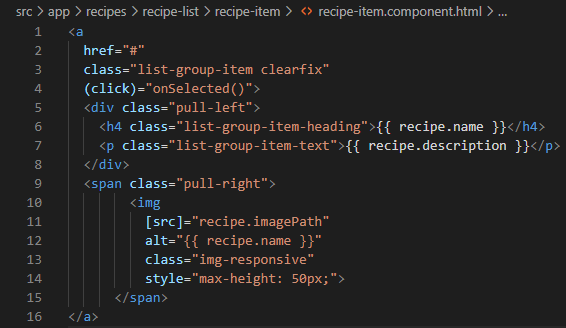 src > app > recipes > recipe-list > recipe-item > <> recipe-item.component.html > ...
1 <a
2 href="#"
3 class="list-group-item clearfix"
4 (click)="onSelected()">
5 <div class="pull-left">
6 <h4 class="list-group-item-heading">{{ recipe.name }}</h4>
7 <p class="list-group-item-text">{{ recipe.description }}</p>
8 </div>
9 <span class="pull-right">
10 <img
11 [src]="recipe.imagePath"
12 alt="{{ recipe.name }}"
13 class="img-responsive"
14 style="max-height: 50px;">
15 </span>
16 </a>